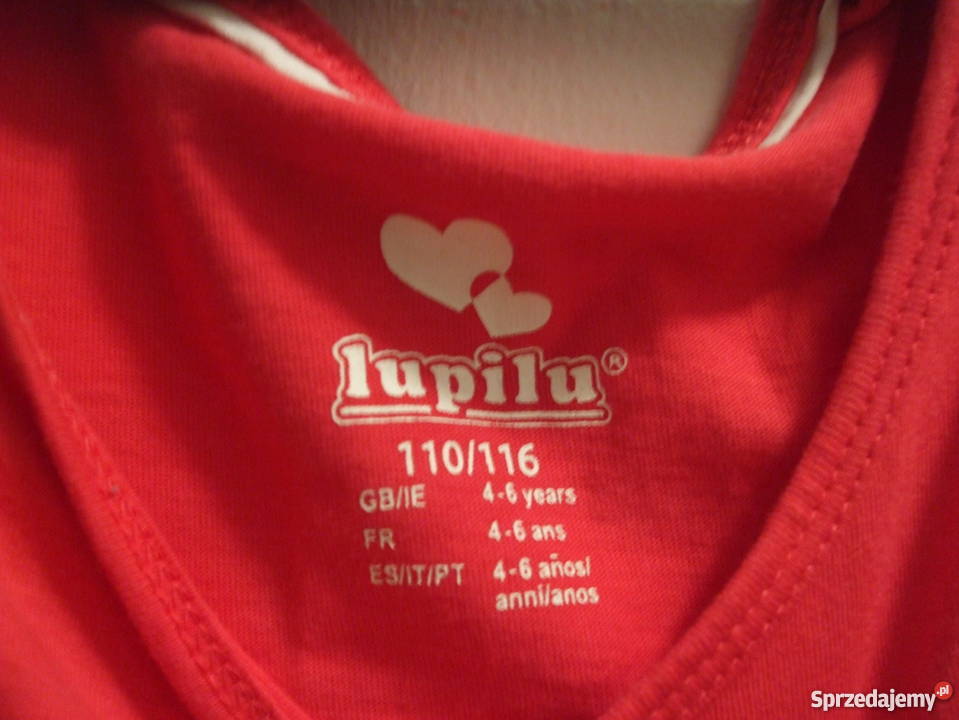 lupilu®
110/116
GB/IE 4-6 years
FR 4-6 ans
ES/IT/PT 4-6 años/
anni/anos
Sprzedajemy.pl